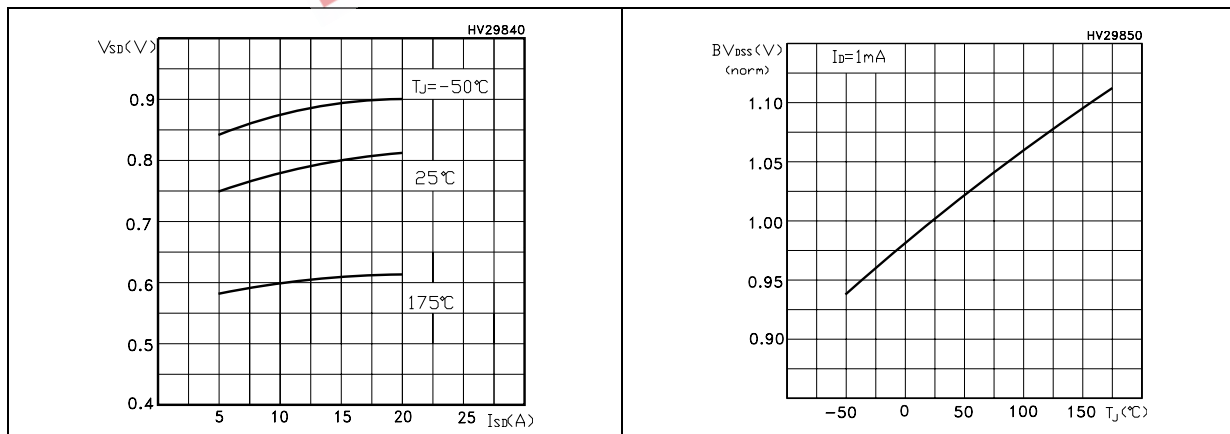 HV29840
VSD(V)
TJ=-50℃
0.9
0.8
25℃
0.7
0.6
175℃
0.5
0.4
5 10 15 20 25 ISD(A)
HV29850
BVDSS(V)
(norm)
ID=1mA
1.10
1.05
1.00
0.95
0.90
-50 0 50 100 150 TJ(℃)